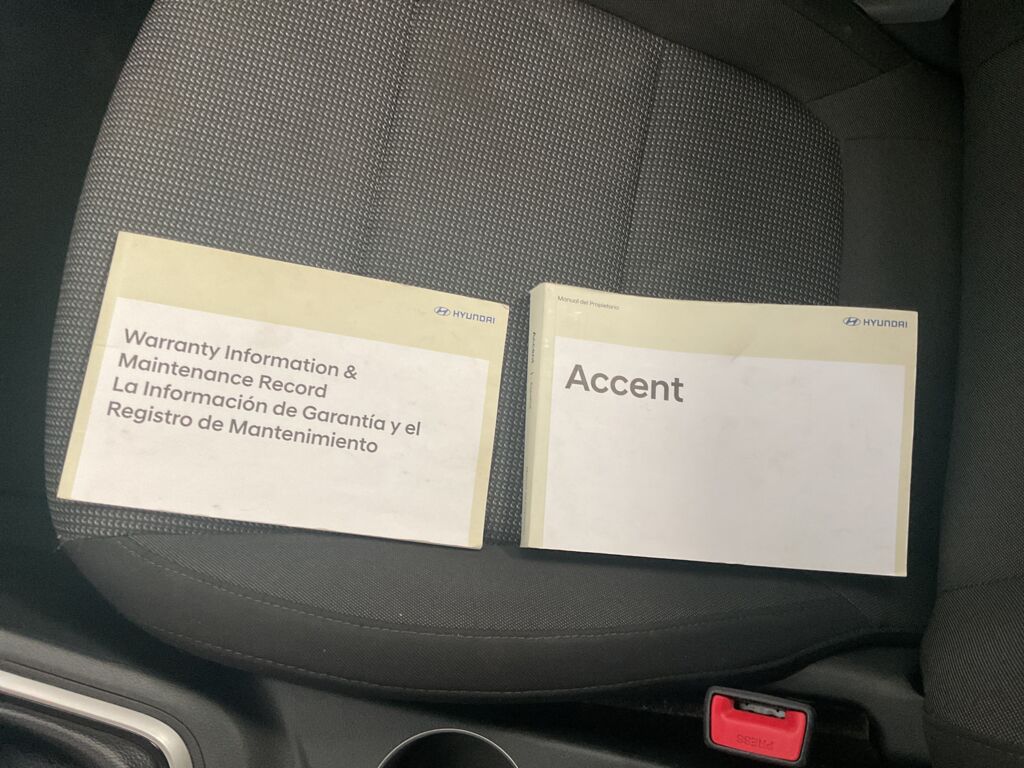 HYUNDAI
Warranty Information &
Maintenance Record
La Información de Garantía y el
Registro de Mantenimiento
Manual del Propietario
HYUNDAI
Accent
PRESS